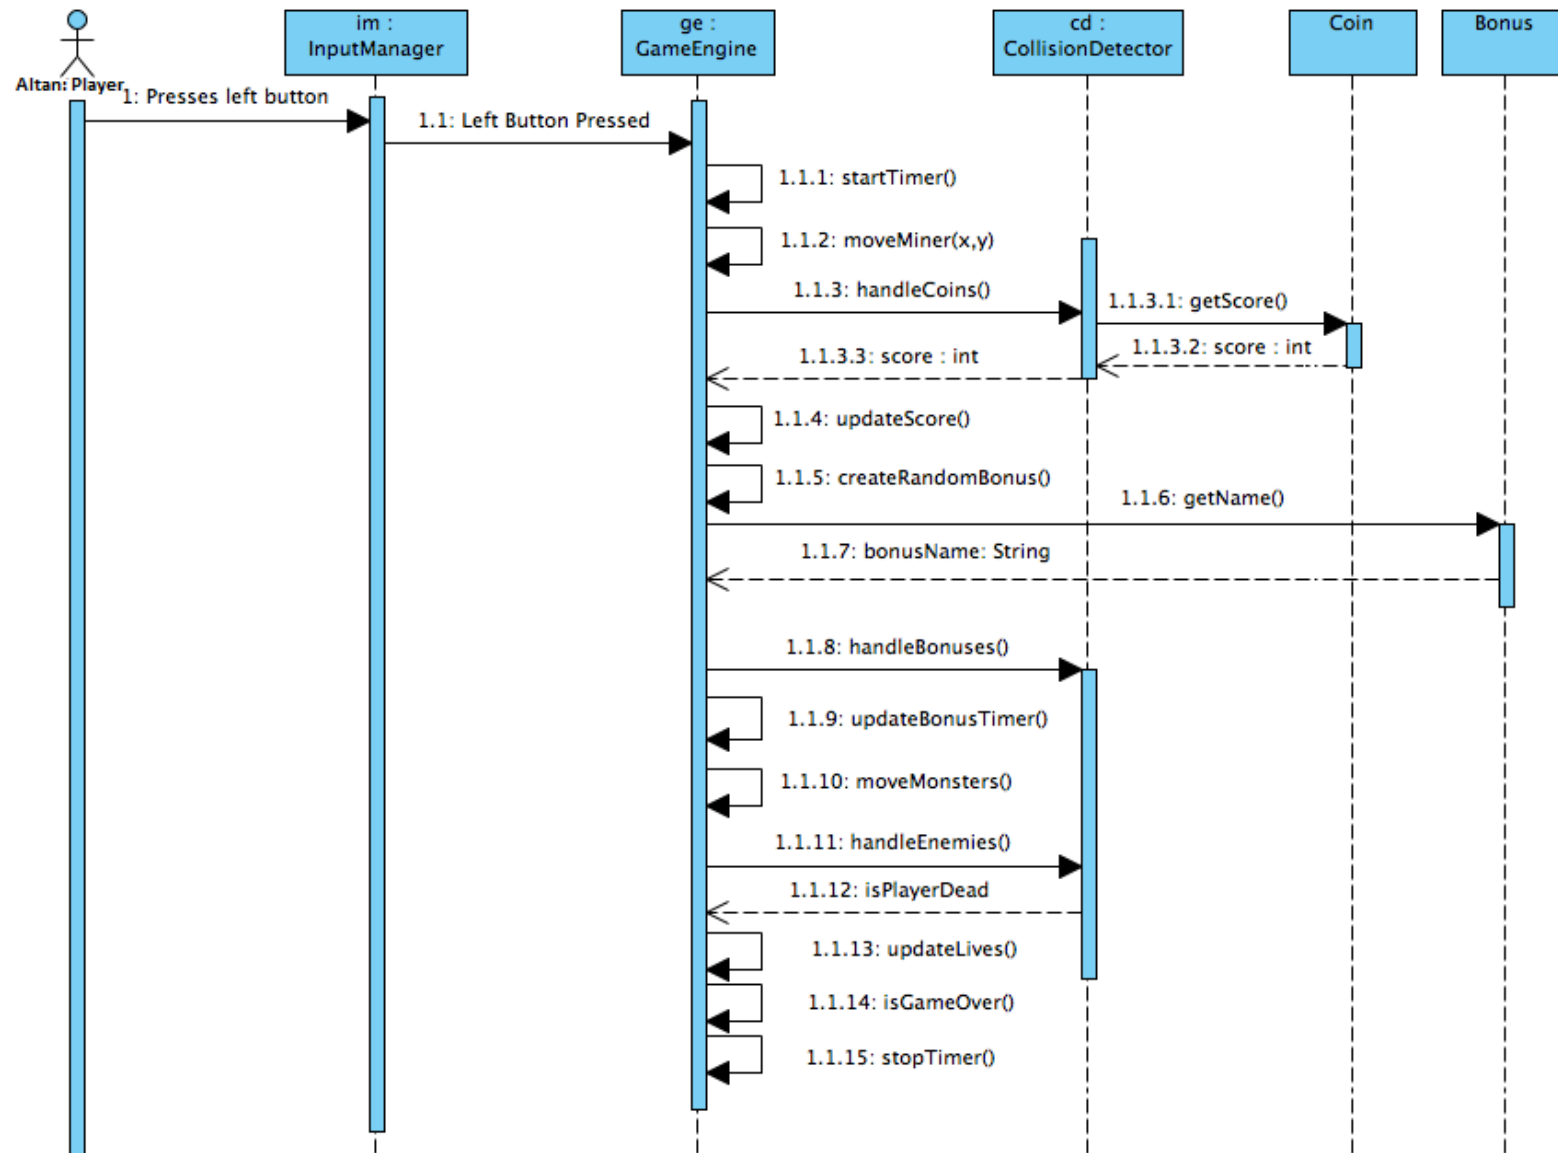 im :
InputManager
ge :
GameEngine
cd :
CollisionDetector
Coin
Bonus
Altan: Player
1: Presses left button
1.1: Left Button Pressed
1.1.1: startTimer()
1.1.2: moveMiner(x,y)
1.1.3: handleCoins()
1.1.3.1: getScore()
1.1.3.2: score : int
1.1.3.3: score : int
1.1.4: updateScore()
1.1.5: createRandomBonus()
1.1.6: getName()
1.1.7: bonusName: String
1.1.8: handleBonuses()
1.1.9: updateBonusTimer()
1.1.10: moveMonsters()
1.1.11: handleEnemies()
1.1.12: isPlayerDead
1.1.13: updateLives()
1.1.14: isGameOver()
1.1.15: stopTimer()